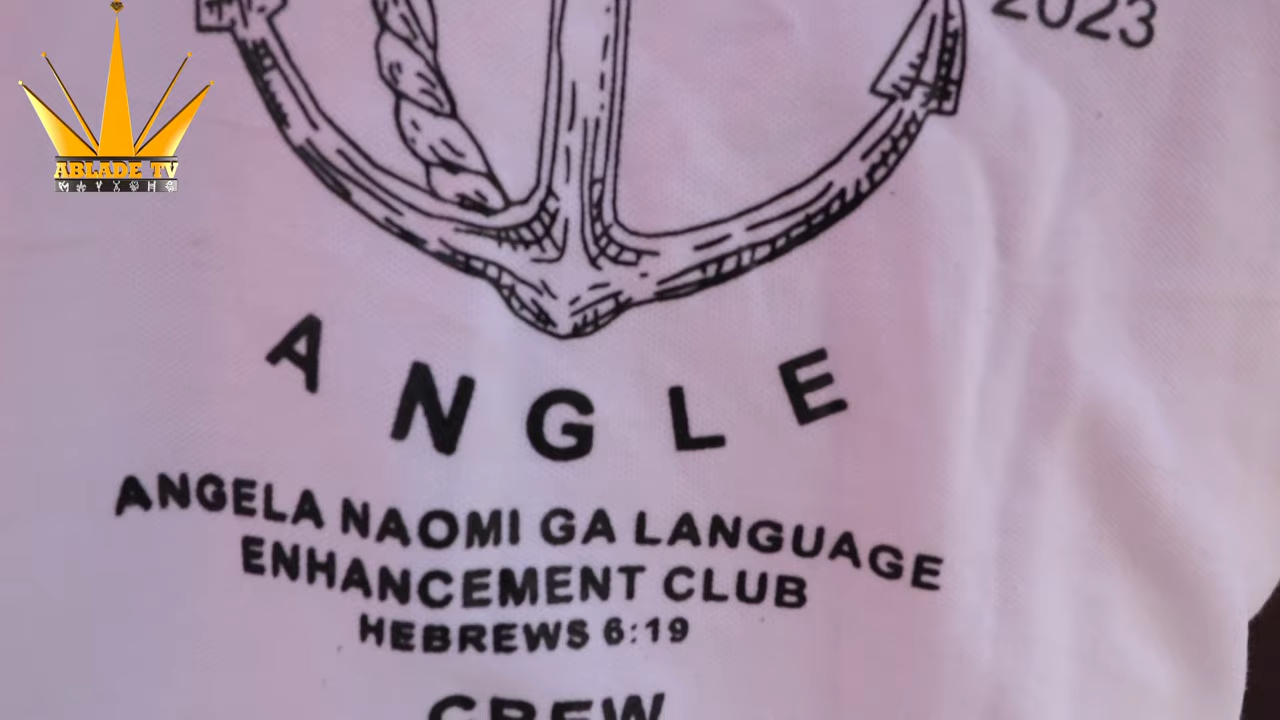 2023
ABLADE TV
ANGLE
ANGELA NAOMI GA LANGUAGE
ENHANCEMENT CLUB
HEBREWS 6:19
CREW